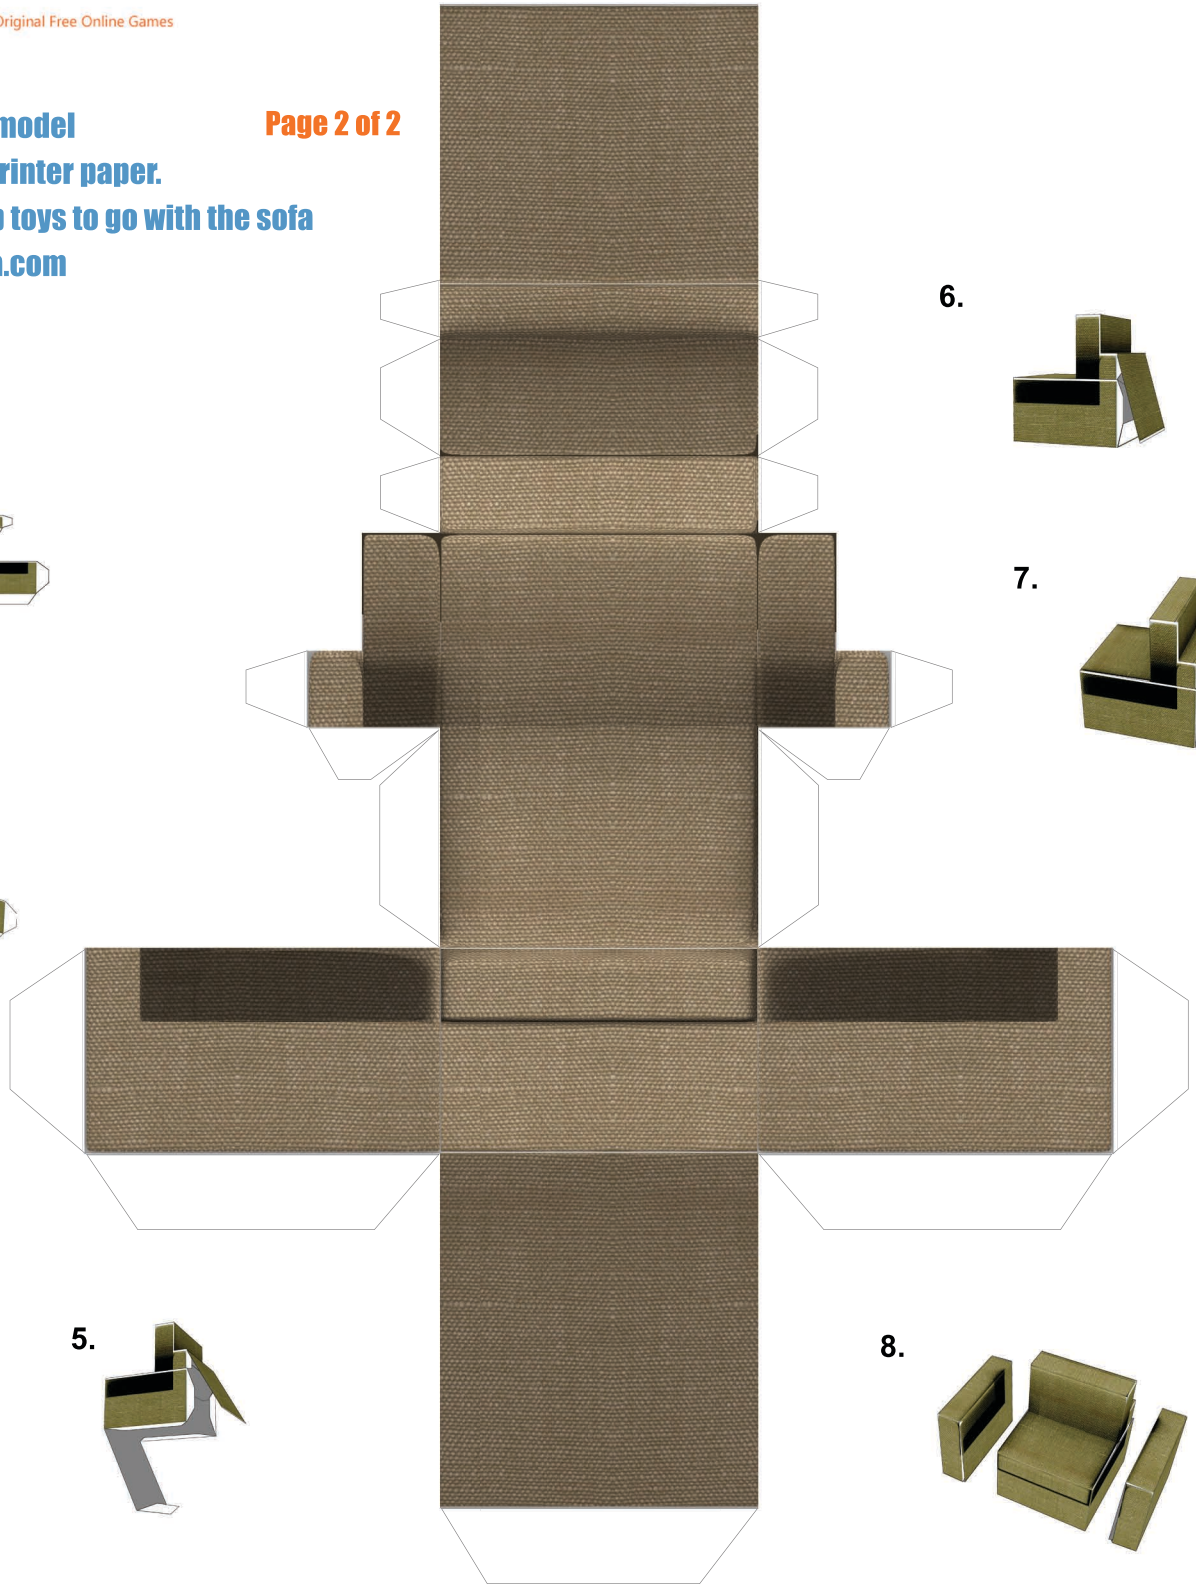 Original Free Online Games
model
Page 2 of 2
rinter paper.
toys to go with the sofa
.com
6.
7.
5.
8.